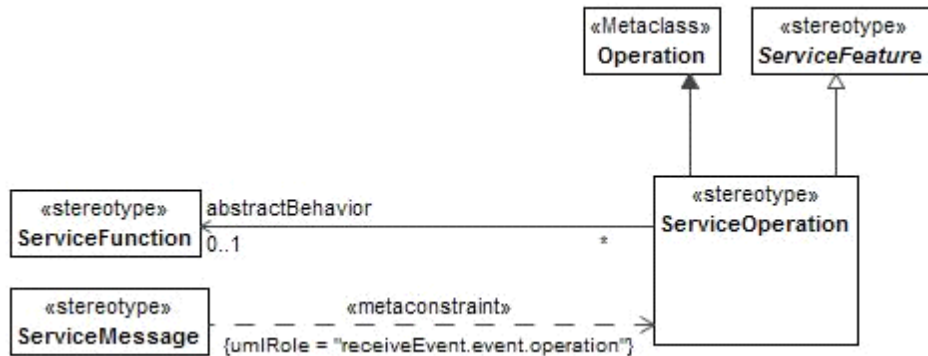 «Metaclass»
Operation
«stereotype»
ServiceFeature
«stereotype»
ServiceFunction
abstractBehavior
0..1
*
«stereotype»
ServiceOperation
«stereotype»
ServiceMessage
«metaconstraint»
{umlRole = "receiveEvent.event.operation"}